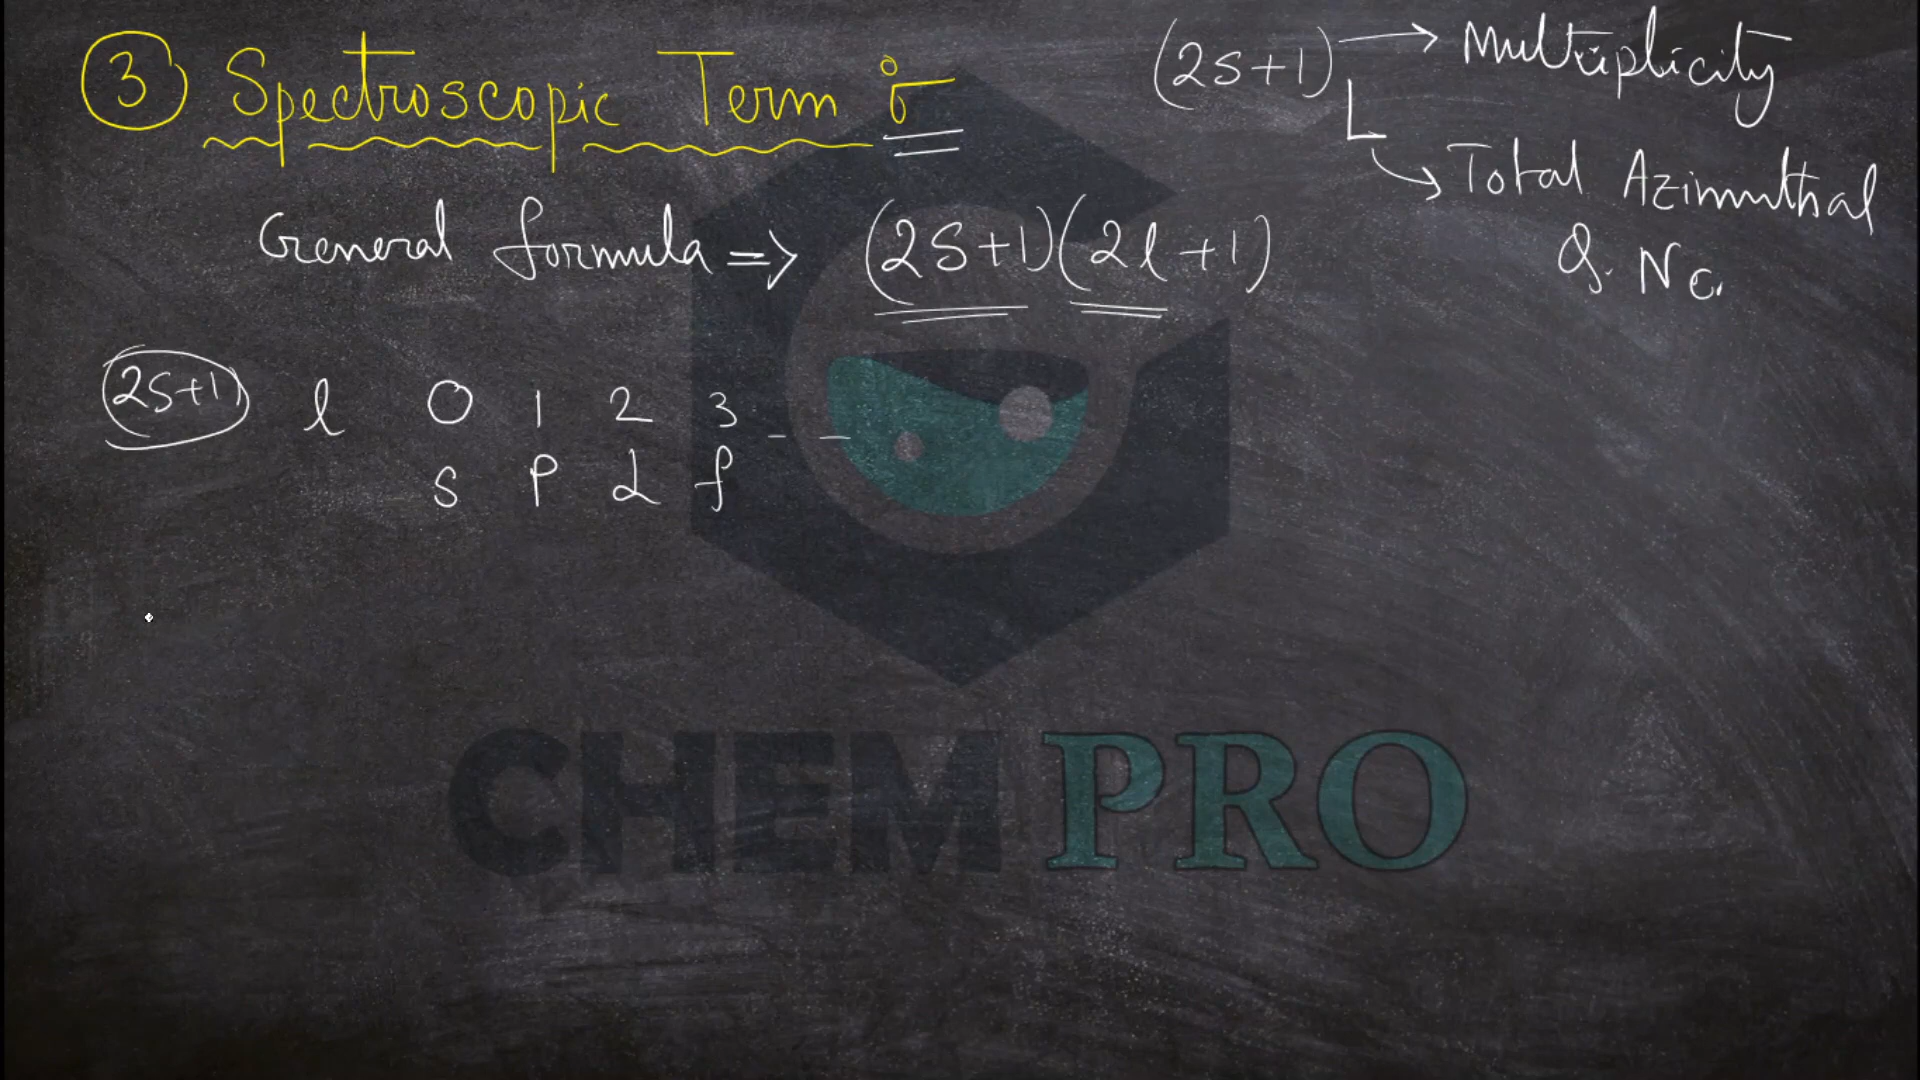 3 Spectroscopic Term :-
(2s+1) → Multiplicity
L → Total Azimuthal
Q. No.
General formula => (2S+1)(2l+1)
(2S+1) l 0 1 2 3 - -
s p d f
CHEM PRO